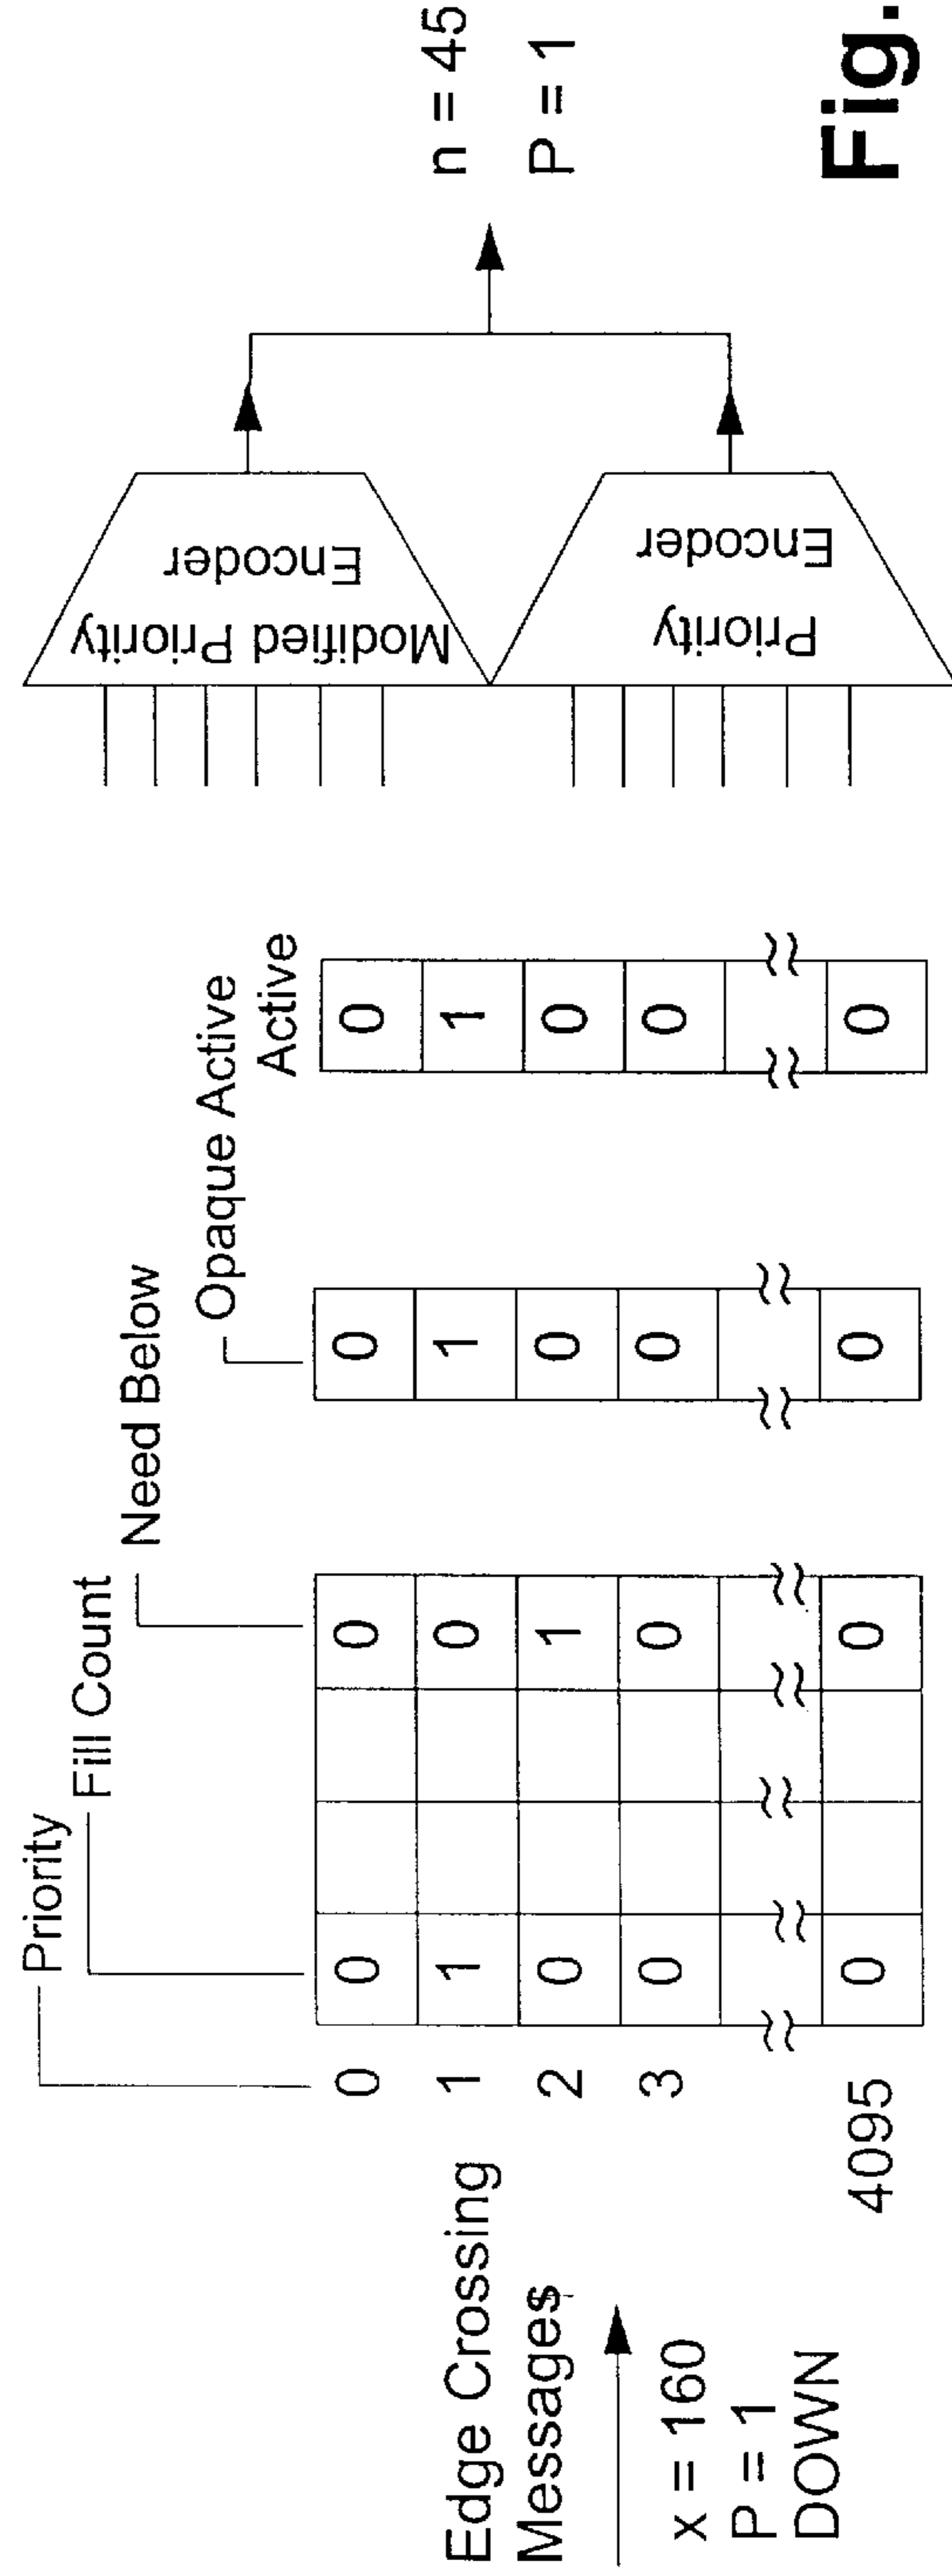 Priority
Fill Count
Need Below
Opaque Active
Active
Edge Crossing
Messages
x = 160
P = 1
DOWN
0 0 0 0 0
1 1 0 1 1
2 0 1 0 0
3 0 0 0 0
4095 0 0 0 0
Modified Priority
Encoder
Priority
Encoder
n = 45
P = 1
Fig.